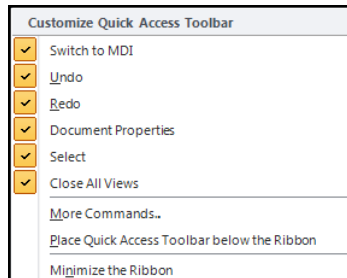 Customize Quick Access Toolbar
Switch to MDI
Undo
Redo
Document Properties
Select
Close All Views
More Commands..
Place Quick Access Toolbar below the Ribbon
Minimize the Ribbon